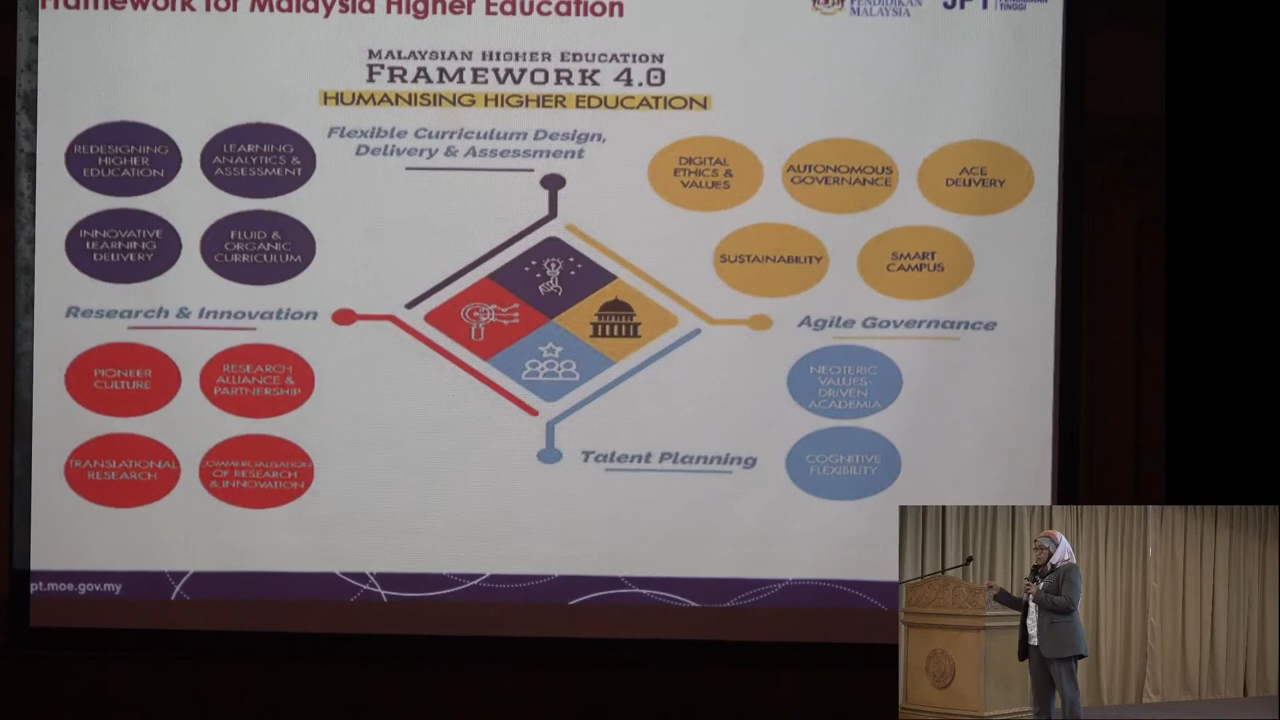 Framework for Malaysia Higher Education
PENDIDIKAN
MALAYSIA
JPT
TINGGI
MALAYSIAN HIGHER EDUCATION
FRAMEWORK 4.0
HUMANISING HIGHER EDUCATION
Flexible Curriculum Design,
Delivery & Assessment
REDESIGNING
HIGHER
EDUCATION
LEARNING
ANALYTICS &
ASSESSMENT
INNOVATIVE
LEARNING
DELIVERY
FLUID &
ORGANIC
CURRICULUM
DIGITAL
ETHICS &
VALUES
AUTONOMOUS
GOVERNANCE
ACE
DELIVERY
SUSTAINABILITY
SMART
CAMPUS
Research & Innovation
Agile Governance
PIONEER
CULTURE
RESEARCH
ALLIANCE &
PARTNERSHIP
TRANSLATIONAL
RESEARCH
COMMERCIALISATION
OF RESEARCH
& INNOVATION
NEOTERIC
VALUES-
DRIVEN
ACADEMIA
COGNITIVE
FLEXIBILITY
Talent Planning
pt.moe.gov.my